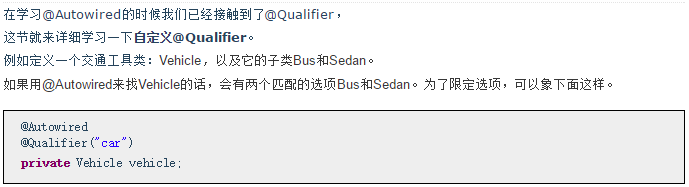 在学习@Autowired的时候我们已经接触到了@Qualifier，
这节就来详细学习一下自定义@Qualifier。
例如定义一个交通工具类：Vehicle，以及它的子类Bus和Sedan。
如果用@Autowired来找Vehicle的话，会有两个匹配的选项Bus和Sedan。为了限定选项，可以象下面这样。
@Autowired
@Qualifier("car")
private Vehicle vehicle;